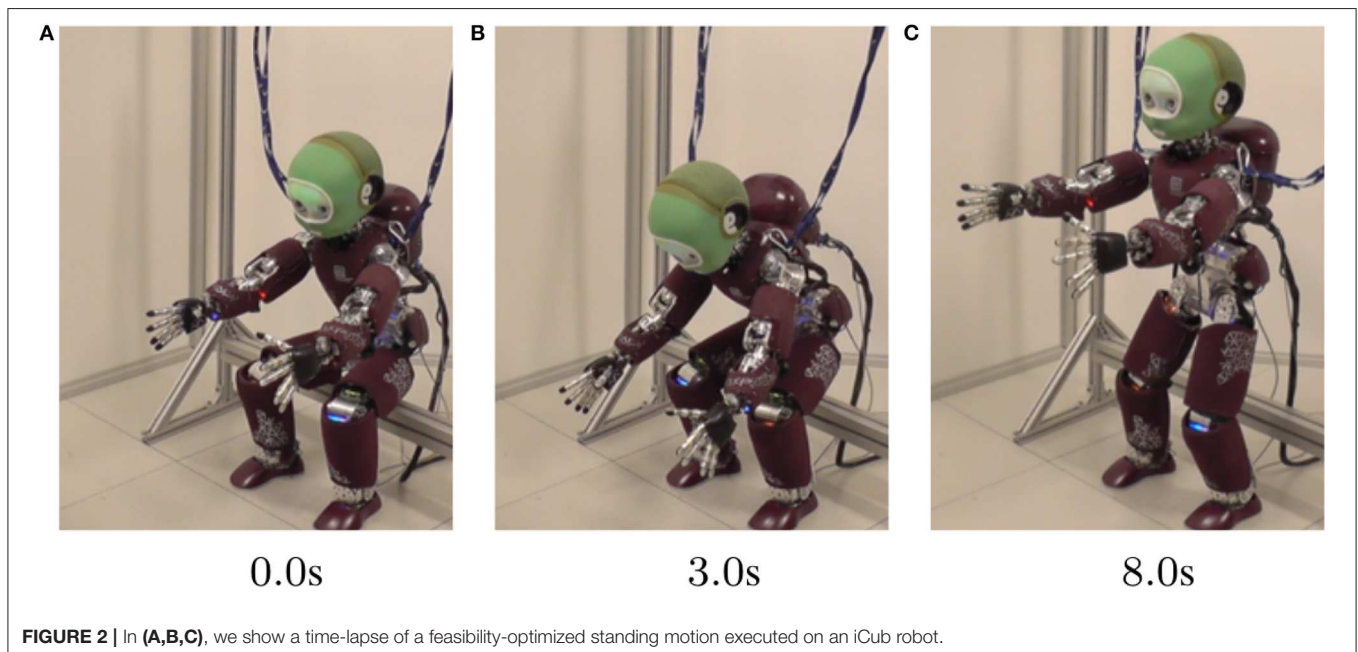 A
B
C
0.0s
3.0s
8.0s
FIGURE 2 | In (A,B,C), we show a time-lapse of a feasibility-optimized standing motion executed on an iCub robot.